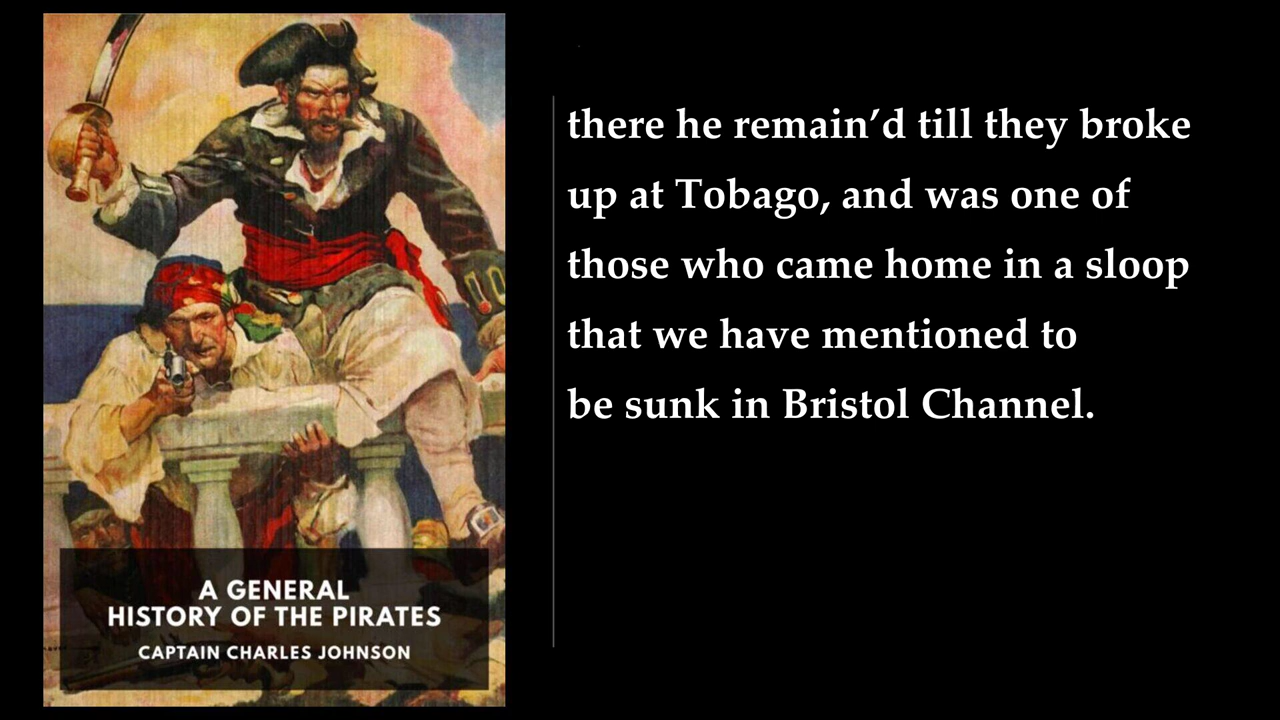 there he remain’d till they broke
up at Tobago, and was one of
those who came home in a sloop
that we have mentioned to
be sunk in Bristol Channel.
A GENERAL
HISTORY OF THE PIRATES
CAPTAIN CHARLES JOHNSON